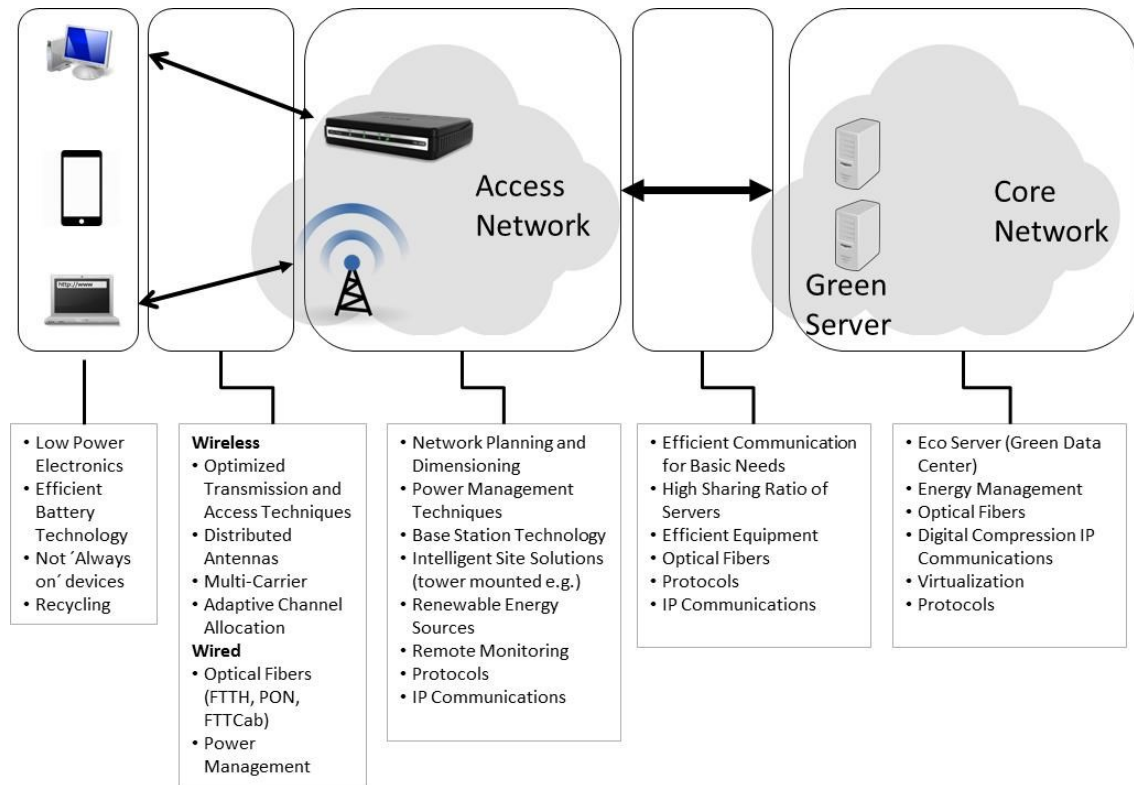 http://www
Access
Network
Core
Network
Green
Server
• Low Power
Electronics
• Efficient
Battery
Technology
• Not ´Always
on´ devices
• Recycling
Wireless
• Optimized
Transmission and
Access Techniques
• Distributed
Antennas
• Multi-Carrier
• Adaptive Channel
Allocation
Wired
• Optical Fibers
(FTTH, PON,
FTTCab)
• Power
Management
• Network Planning and
Dimensioning
• Power Management
Techniques
• Base Station Technology
• Intelligent Site Solutions
(tower mounted e.g.)
• Renewable Energy
Sources
• Remote Monitoring
• Protocols
• IP Communications
• Efficient Communication
for Basic Needs
• High Sharing Ratio of
Servers
• Efficient Equipment
• Optical Fibers
• Protocols
• IP Communications
• Eco Server (Green Data
Center)
• Energy Management
• Optical Fibers
• Digital Compression IP
Communications
• Virtualization
• Protocols